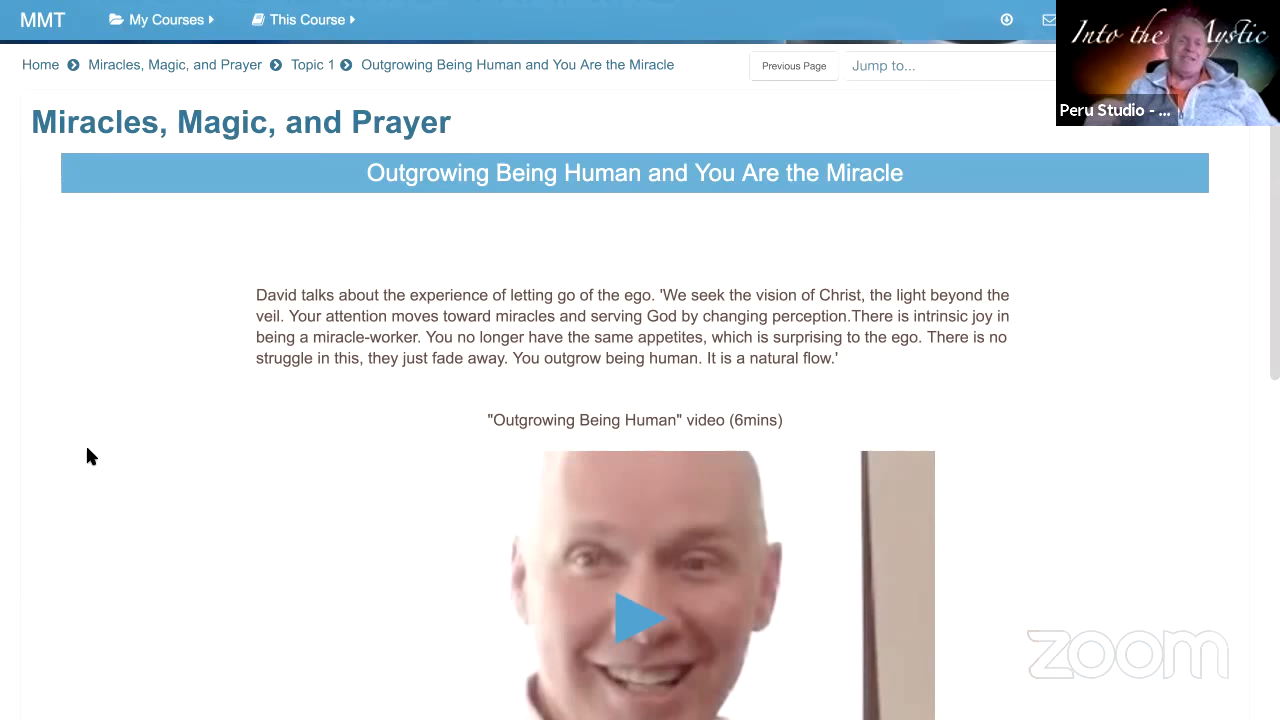 MMT My Courses This Course
Into the Mystic
Peru Studio - ...
Home Miracles, Magic, and Prayer Topic 1 Outgrowing Being Human and You Are the Miracle
Previous Page
Jump to...
Miracles, Magic, and Prayer
Outgrowing Being Human and You Are the Miracle
David talks about the experience of letting go of the ego. 'We seek the vision of Christ, the light beyond the
veil. Your attention moves toward miracles and serving God by changing perception.There is intrinsic joy in
being a miracle-worker. You no longer have the same appetites, which is surprising to the ego. There is no
struggle in this, they just fade away. You outgrow being human. It is a natural flow.'
"Outgrowing Being Human" video (6mins)
zoom